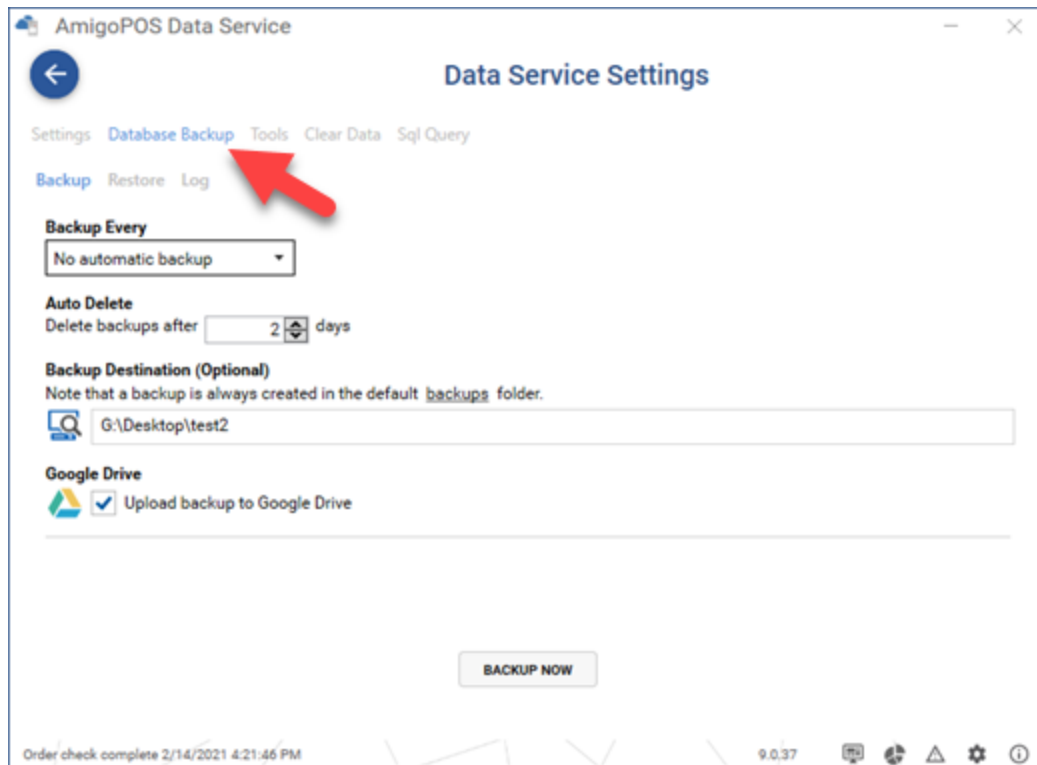 AmigoPOS Data Service
Data Service Settings
Settings Database Backup Tools Clear Data Sql Query
Backup Restore Log
Backup Every
No automatic backup
Auto Delete
Delete backups after 2 days
Backup Destination (Optional)
Note that a backup is always created in the default backups folder.
G:\Desktop\test2
Google Drive
Upload backup to Google Drive
BACKUP NOW
Order check complete 2/14/2021 4:21:46 PM 9.0.37